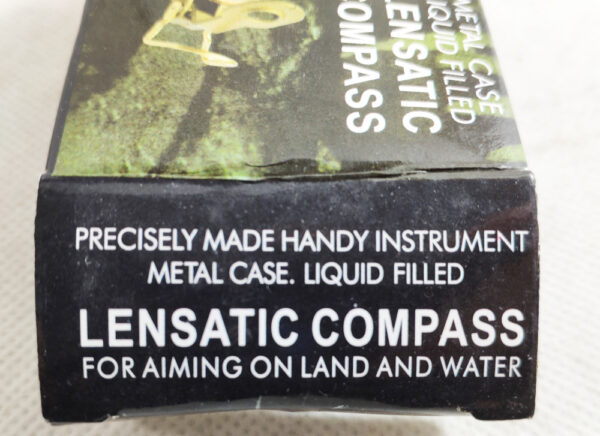 METAL CASE
LIQUID FILLED
LENSATIC
COMPASS
PRECISELY MADE HANDY INSTRUMENT
METAL CASE. LIQUID FILLED
LENSATIC COMPASS
FOR AIMING ON LAND AND WATER